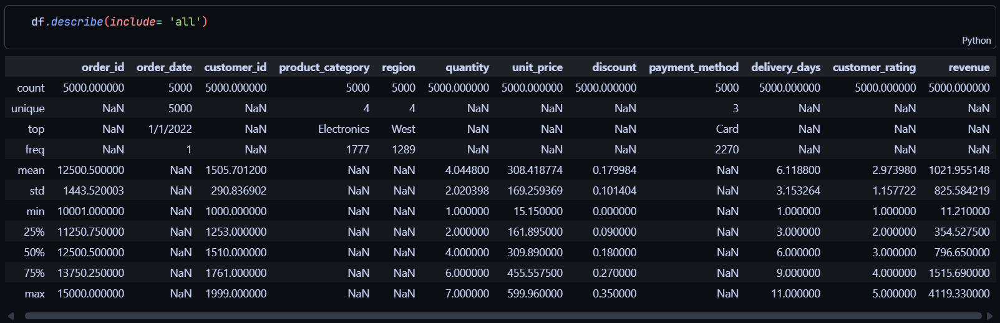 df.describe(include= 'all')
Python
order_id order_date customer_id product_category region quantity unit_price discount payment_method delivery_days customer_rating revenue
count 5000.000000 5000 5000.000000 5000 5000 5000.000000 5000.000000 5000.000000 5000 5000.000000 5000.000000 5000.000000
unique NaN 5000 NaN 4 4 NaN NaN NaN 3 NaN NaN NaN
top NaN 1/1/2022 NaN Electronics West NaN NaN NaN Card NaN NaN NaN
freq NaN 1 NaN 1777 1289 NaN NaN NaN 2270 NaN NaN NaN
mean 12500.500000 NaN 1505.701200 NaN NaN 4.044800 308.418774 0.179984 NaN 6.118800 2.973980 1021.955148
std 1443.520003 NaN 290.836902 NaN NaN 2.020398 169.259369 0.101404 NaN 3.153264 1.157722 825.584219
min 10001.000000 NaN 1000.000000 NaN NaN 1.000000 15.150000 0.000000 NaN 1.000000 1.000000 11.210000
25% 11250.750000 NaN 1253.000000 NaN NaN 2.000000 161.895000 0.090000 NaN 3.000000 2.000000 354.527500
50% 12500.500000 NaN 1510.000000 NaN NaN 4.000000 309.890000 0.180000 NaN 6.000000 3.000000 796.650000
75% 13750.250000 NaN 1761.000000 NaN NaN 6.000000 455.557500 0.270000 NaN 9.000000 4.000000 1515.690000
max 15000.000000 NaN 1999.000000 NaN NaN 7.000000 599.960000 0.350000 NaN 11.000000 5.000000 4119.330000